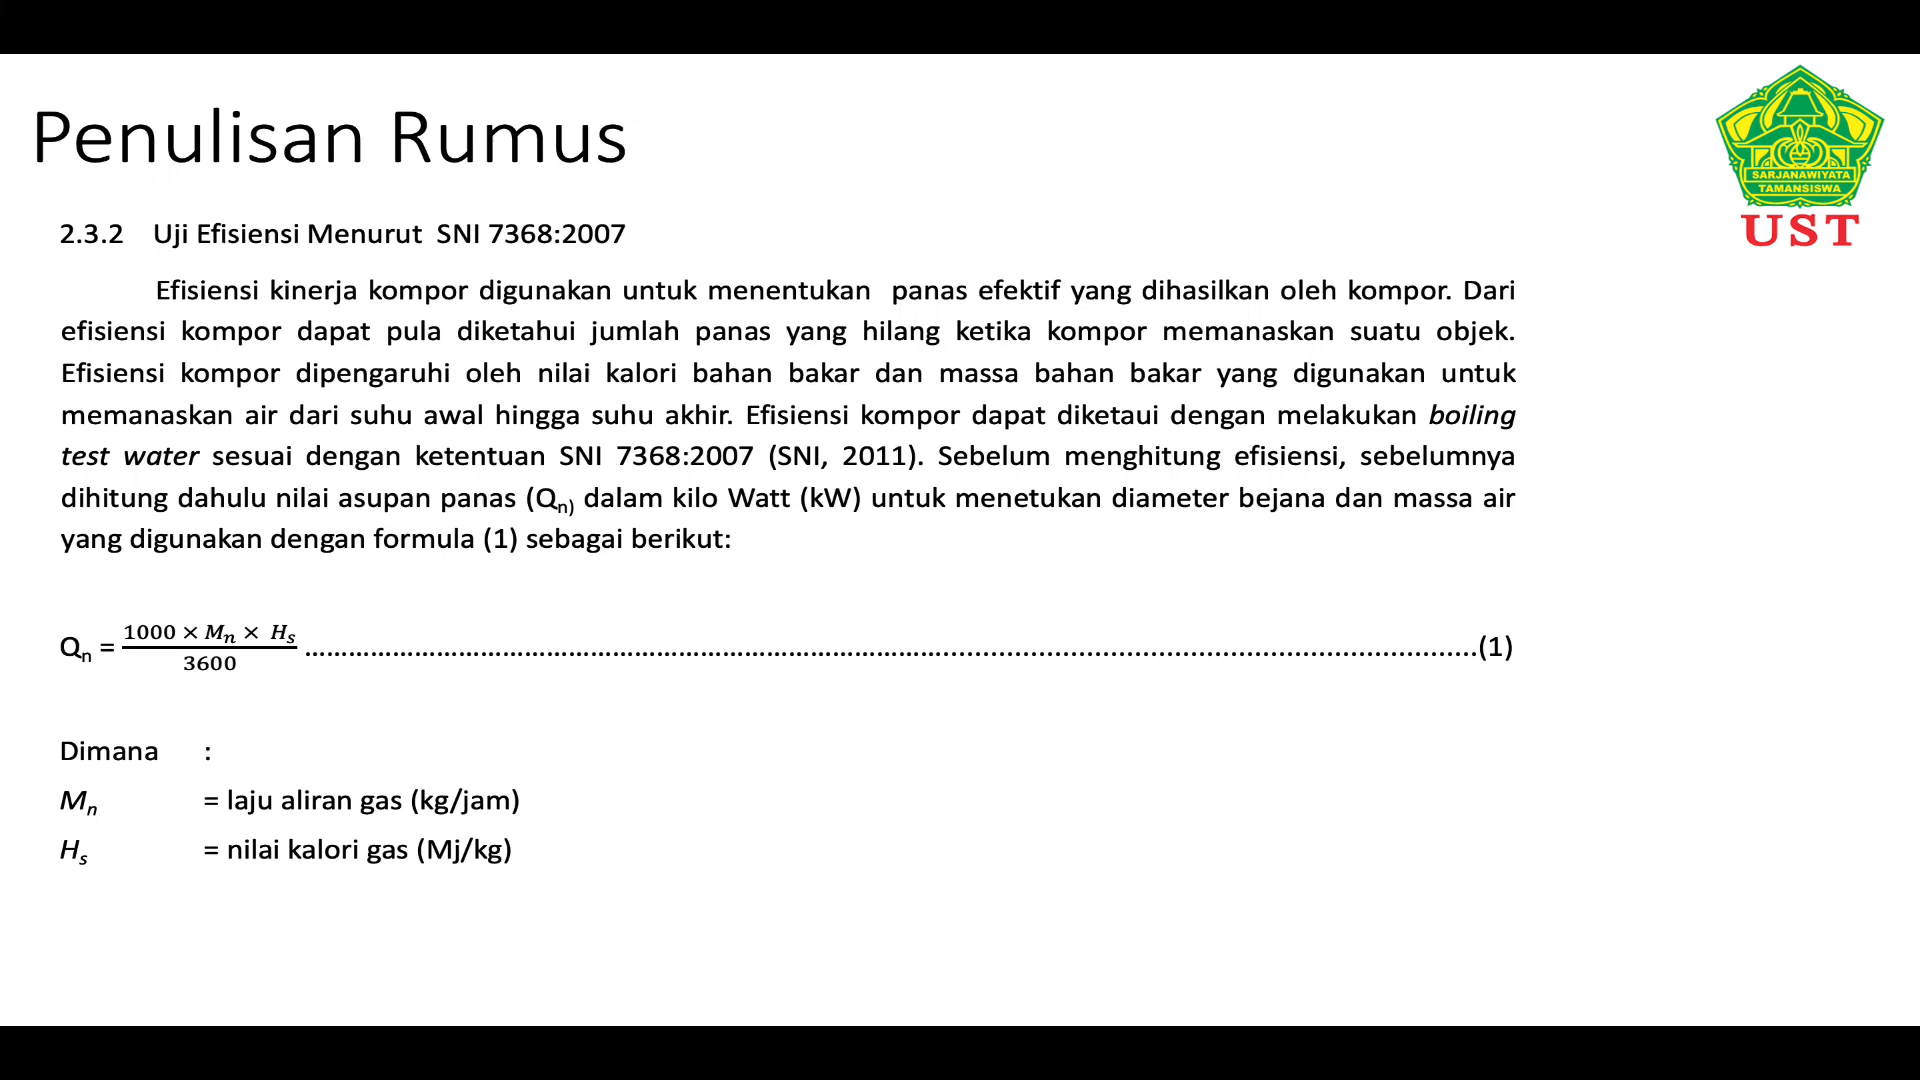 Penulisan Rumus
SARJANAWIYATA
TAMANSISWA
UST
2.3.2 Uji Efisiensi Menurut SNI 7368:2007
Efisiensi kinerja kompor digunakan untuk menentukan panas efektif yang dihasilkan oleh kompor. Dari
efisiensi kompor dapat pula diketahui jumlah panas yang hilang ketika kompor memanaskan suatu objek.
Efisiensi kompor dipengaruhi oleh nilai kalori bahan bakar dan massa bahan bakar yang digunakan untuk
memanaskan air dari suhu awal hingga suhu akhir. Efisiensi kompor dapat diketaui dengan melakukan boiling
test water sesuai dengan ketentuan SNI 7368:2007 (SNI, 2011). Sebelum menghitung efisiensi, sebelumnya
dihitung dahulu nilai asupan panas (Qn) dalam kilo Watt (kW) untuk menetukan diameter bejana dan massa air
yang digunakan dengan formula (1) sebagai berikut:
Qn = 1000 × Mn × Hs / 3600 ........................................(1)
Dimana :
Mn = laju aliran gas (kg/jam)
Hs = nilai kalori gas (Mj/kg)